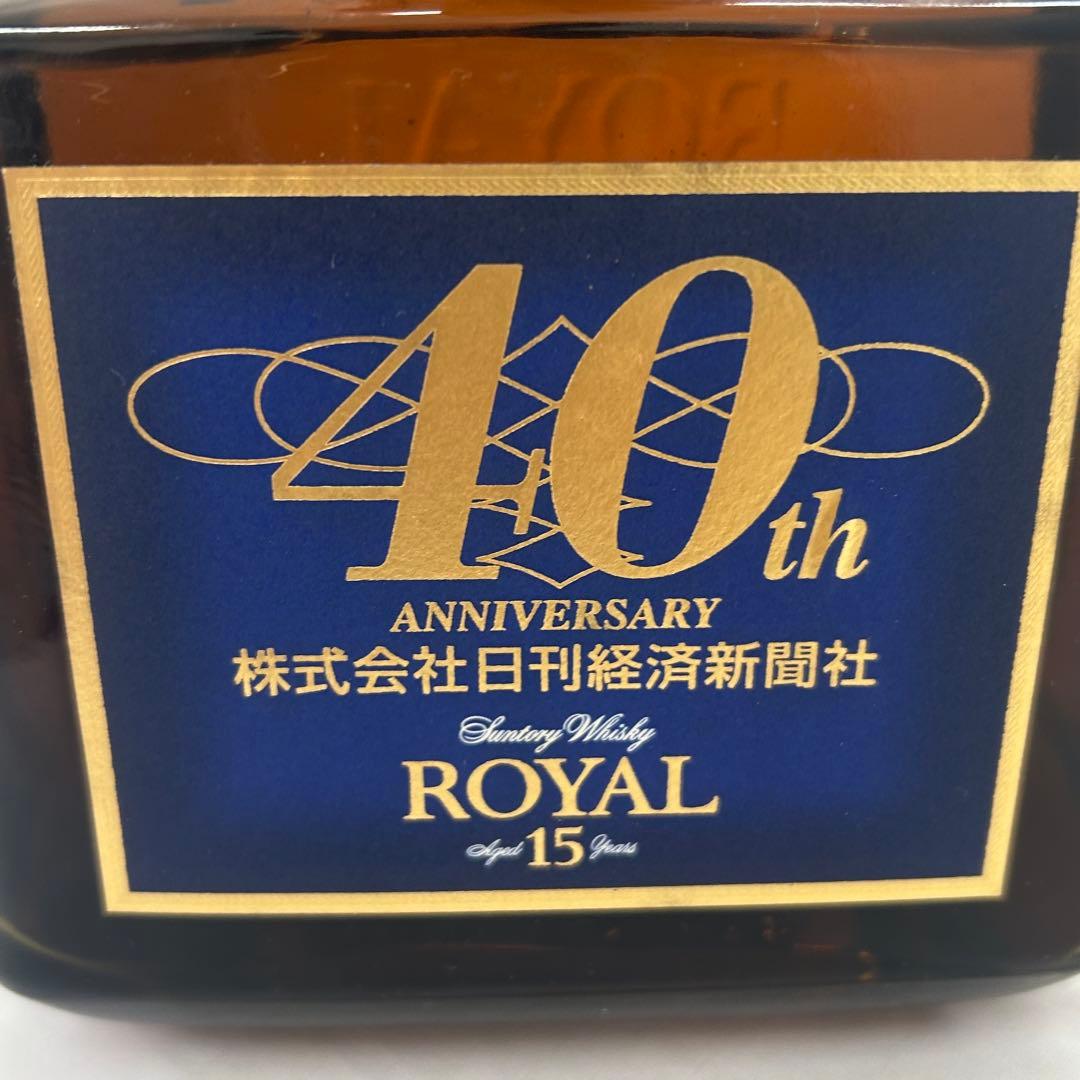 ROYAL
40th
ANNIVERSARY
株式会社日刊経済新聞社
Suntory Whisky
ROYAL
Aged 15 Years